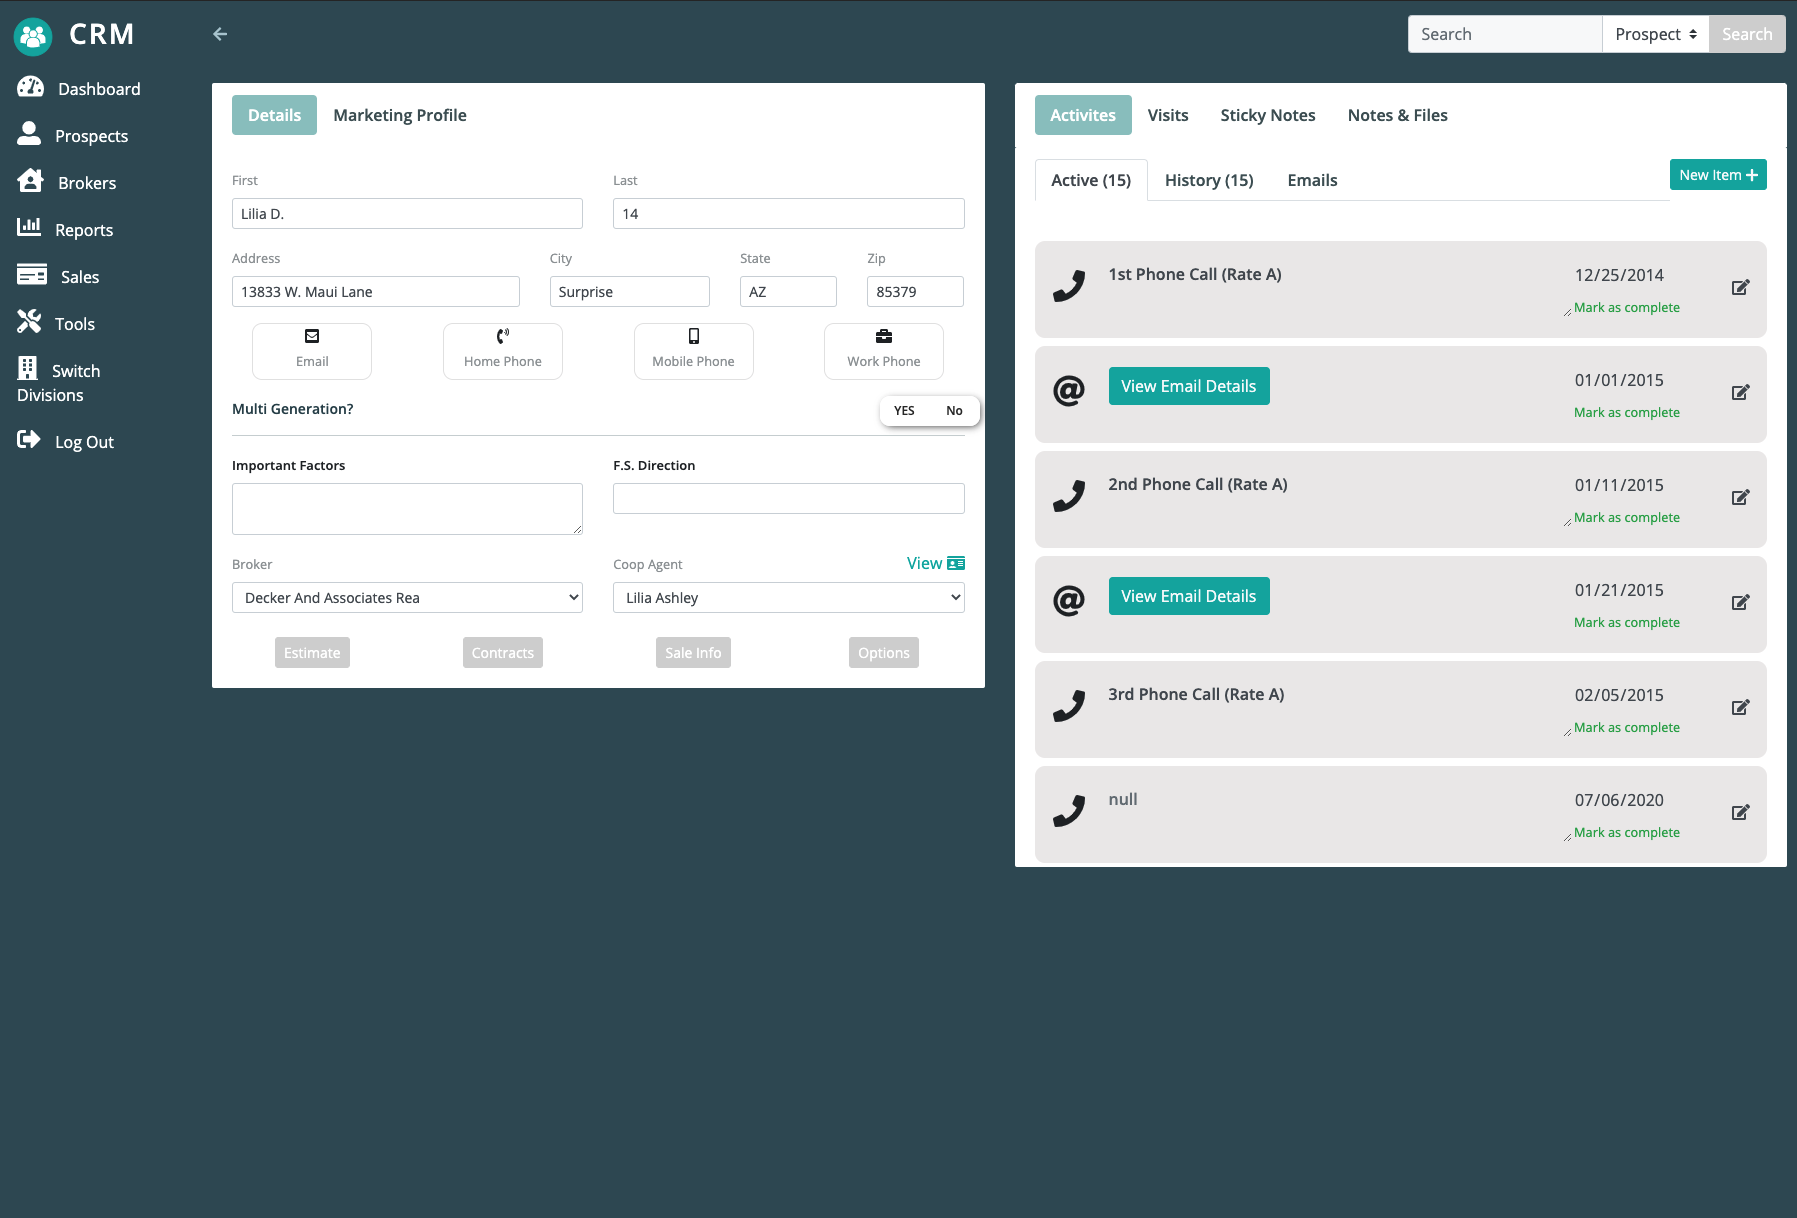 CRM
Dashboard
Prospects
Brokers
Reports
Sales
Tools
Switch
Divisions
Log Out
Search
Prospect
Search
Details
Marketing Profile
First
Last
Lilia D.
14
Address
City
State
Zip
13833 W. Maui Lane
Surprise
AZ
85379
Email
Home Phone
Mobile Phone
Work Phone
Multi Generation?
YES
No
Important Factors
F.S. Direction
Broker
Coop Agent
View
Decker And Associates Rea
Lilia Ashley
Estimate
Contracts
Sale Info
Options
Activites
Visits
Sticky Notes
Notes & Files
Active (15)
History (15)
Emails
New Item
1st Phone Call (Rate A)
12/25/2014
Mark as complete
@
View Email Details
01/01/2015
Mark as complete
2nd Phone Call (Rate A)
01/11/2015
Mark as complete
@
View Email Details
01/21/2015
Mark as complete
3rd Phone Call (Rate A)
02/05/2015
Mark as complete
null
07/06/2020
Mark as complete